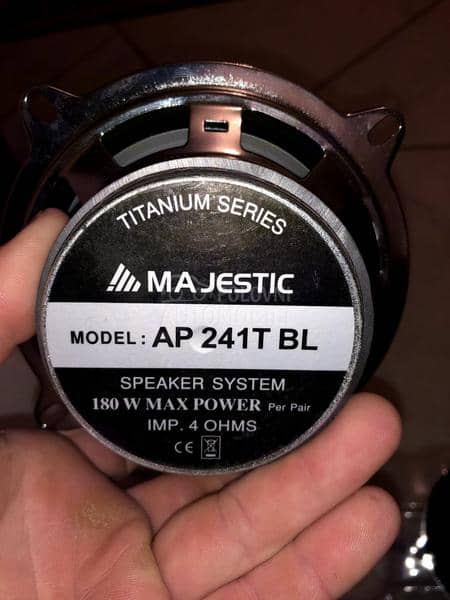 TITANIUM SERIES
MAJESTIC
MODEL: AP 241T BL
SPEAKER SYSTEM
180 W MAX POWER Per Pair
IMP. 4 OHMS
CE